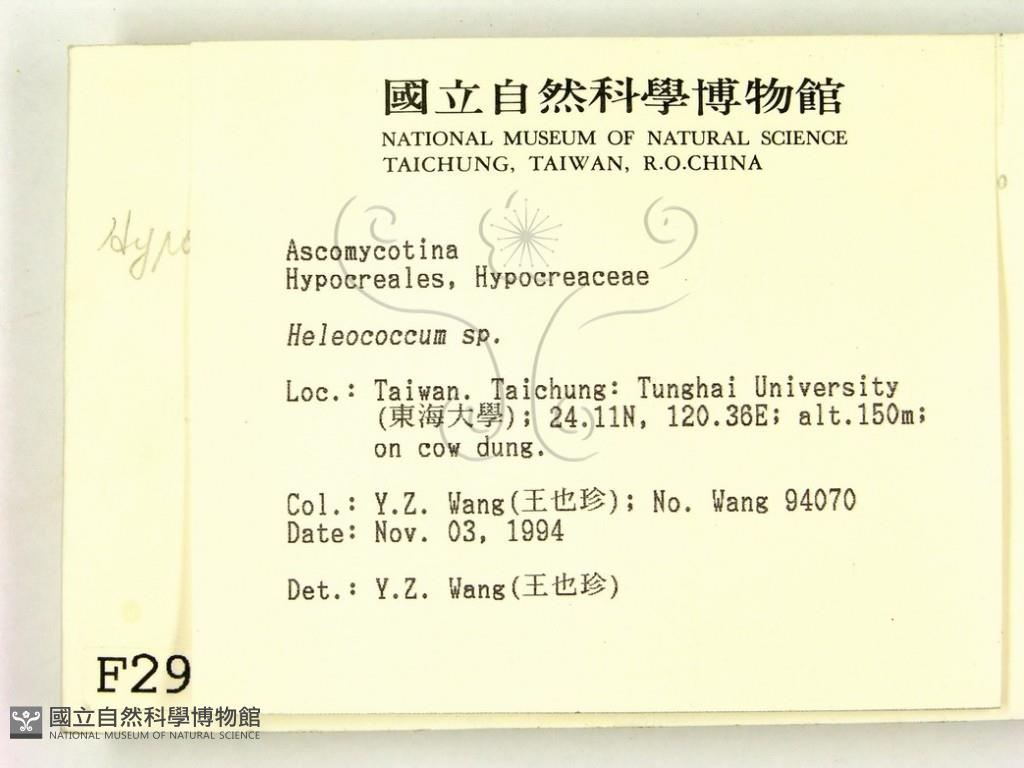 國立自然科學博物館
NATIONAL MUSEUM OF NATURAL SCIENCE
TAICHUNG, TAIWAN, R.O.CHINA
Hypo
Ascomycotina
Hypocreales, Hypocreaceae
Heleococcum sp.
Loc.: Taiwan. Taichung: Tunghai University
(東海大學); 24.11N, 120.36E; alt.150m;
on cow dung.
Col.: Y.Z. Wang(王也珍); No. Wang 94070
Date: Nov. 03, 1994
Det.: Y.Z. Wang(王也珍)
F29
國立自然科學博物館
NATIONAL MUSEUM OF NATURAL SCIENCE